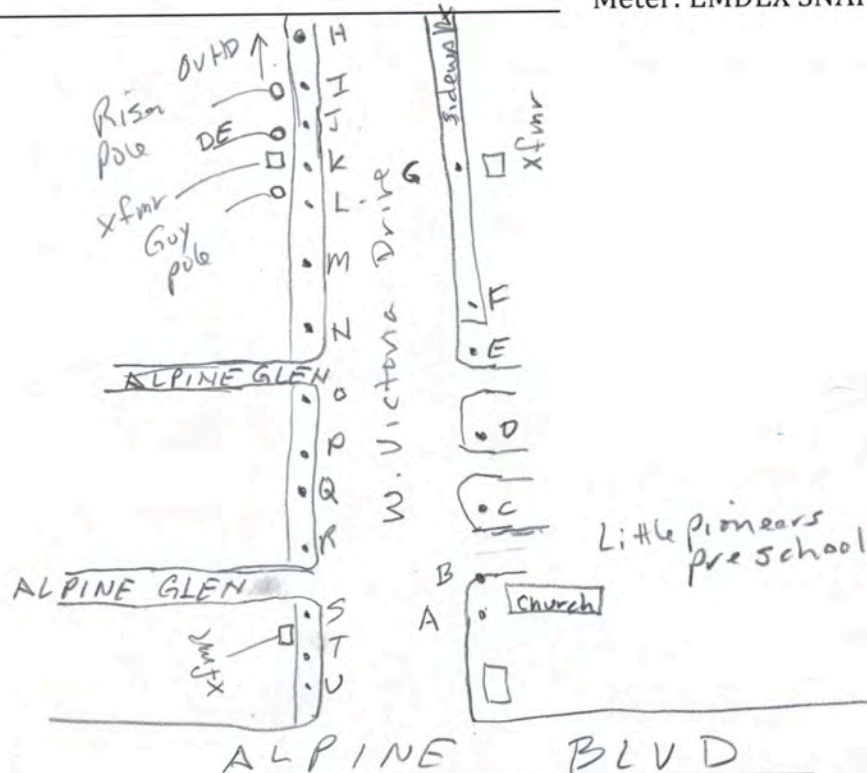 Meter: EMDEX SNAP
H
OVHD
I
Riser
pole
J
DE
K
xfmr
L
Guy
pole
M
N
ALPINE GLEN
O
P
Q
R
ALPINE GLEN
S
xfmr
T
U
W. Victoria Drive
G
xfmr
F
E
D
C
Little pioneers
pre school
B
A
Church
ALPINE BLVD